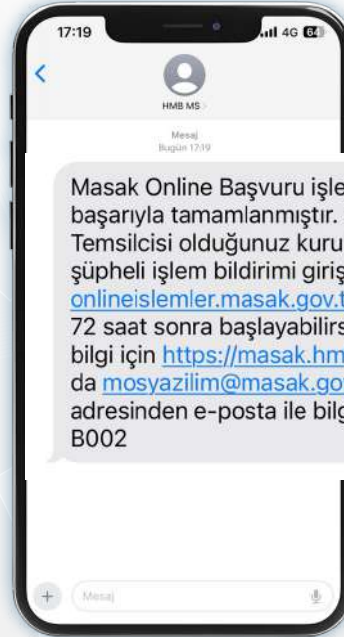 17:19
4G 64
HMB MS
Mesaj
Bugün 17:19
Masak Online Başvuru işle
başarıyla tamamlanmıştır.
Temsilcisi olduğunuz kuru
şüpheli işlem bildirimi giriş
onlineislemler.masak.gov.t
72 saat sonra başlayabilirs
bilgi için https://masak.hm
da mosyazilim@masak.go
adresinden e-posta ile bilg
B002
Mesaj